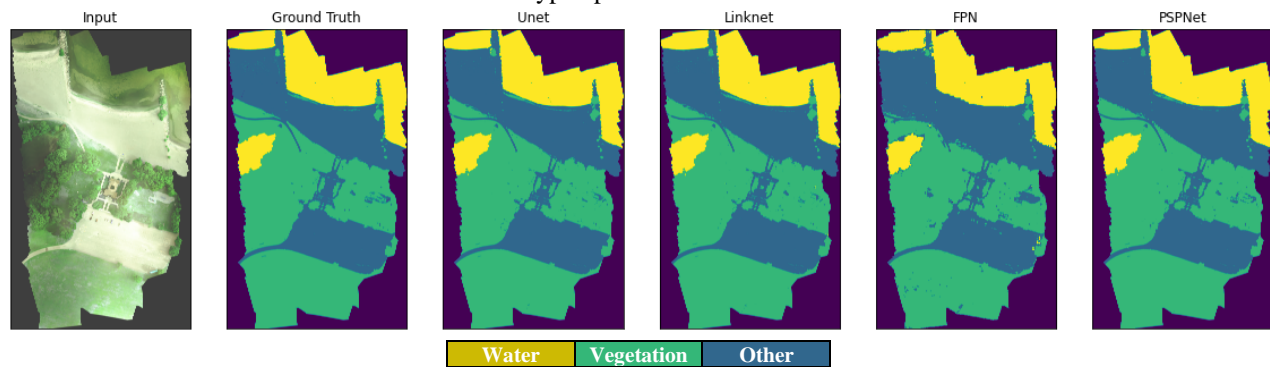 Input Ground Truth Unet Linknet FPN PSPNet
Water Vegetation Other